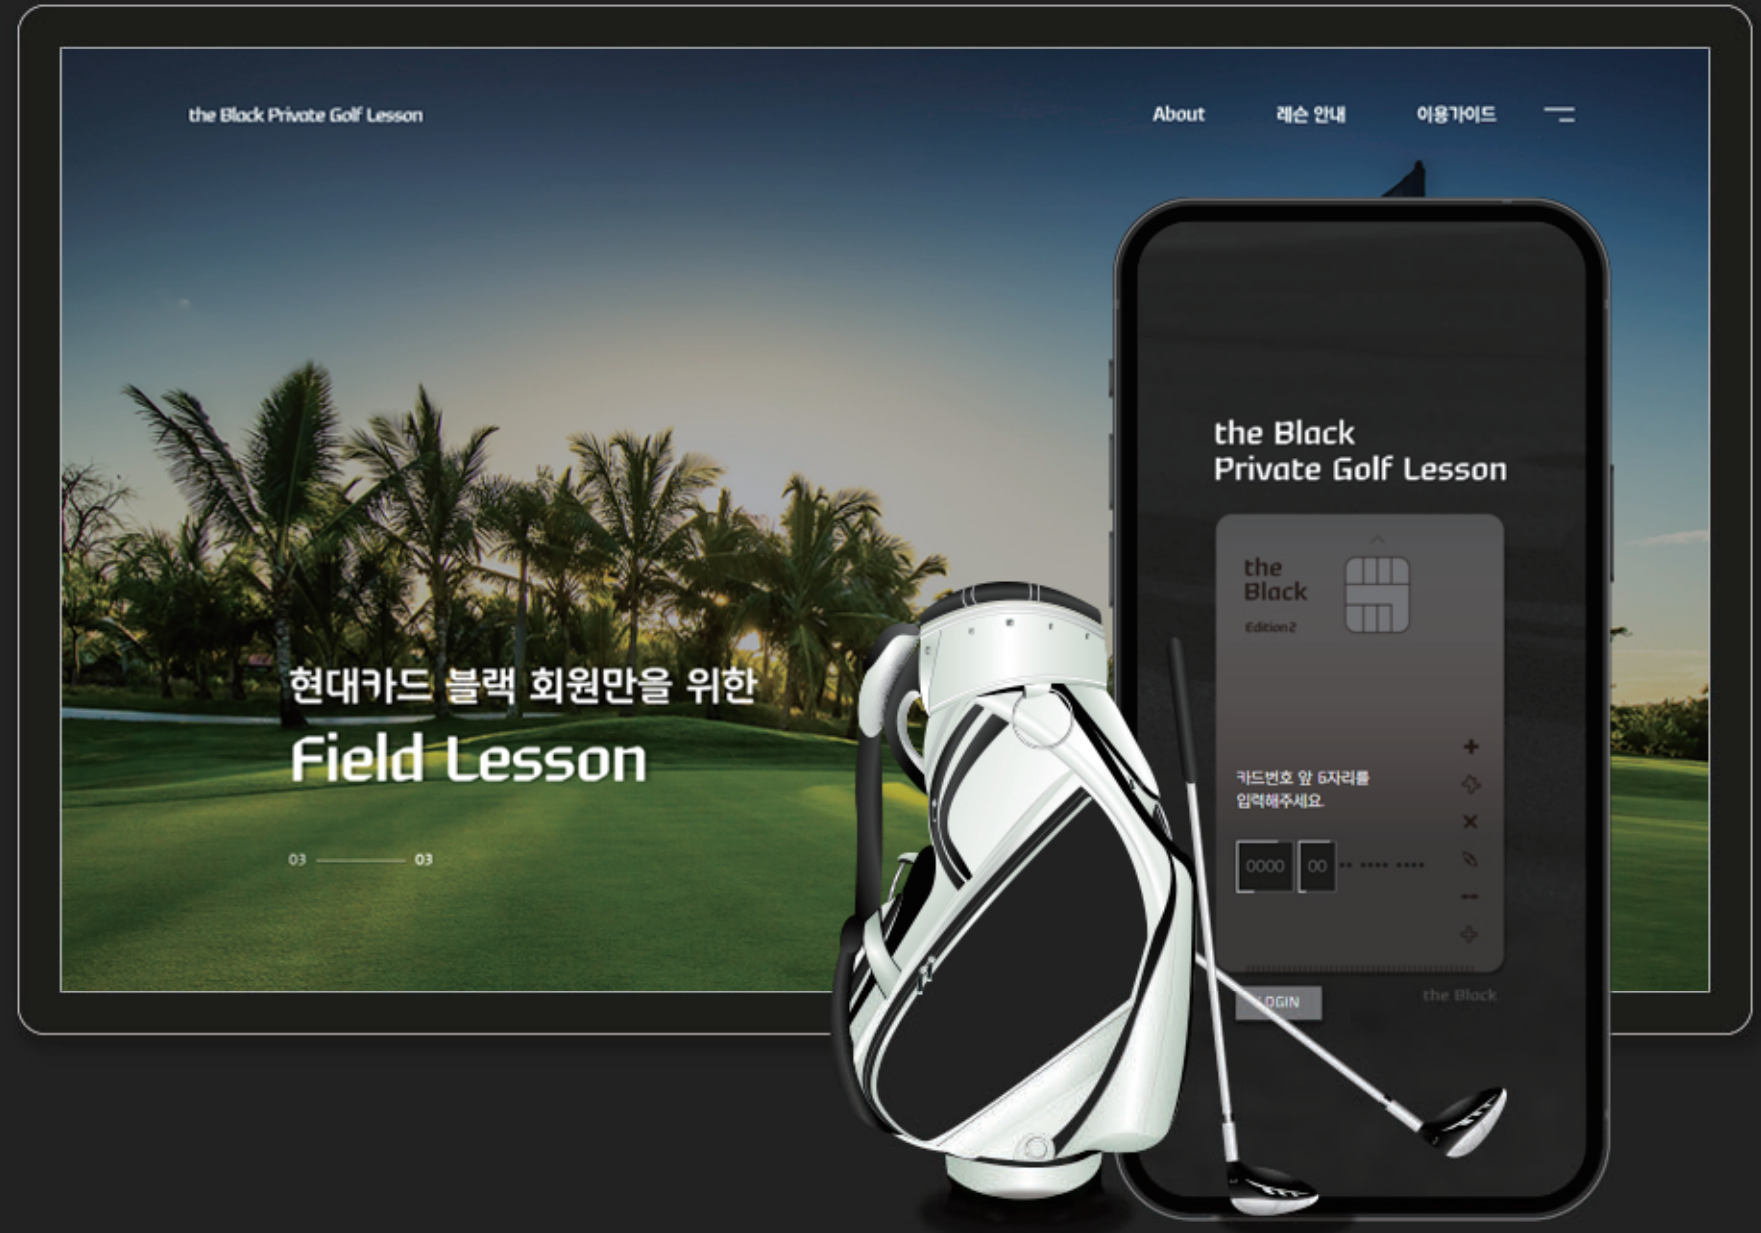 the Black Private Golf Lesson
About 레슨 안내 이용가이드
현대카드 블랙 회원만을 위한
Field Lesson
03 03
the Black
Private Golf Lesson
the
Black
Edition2
카드번호 앞 6자리를
입력해주세요.
0000 00
LOGIN
the Black